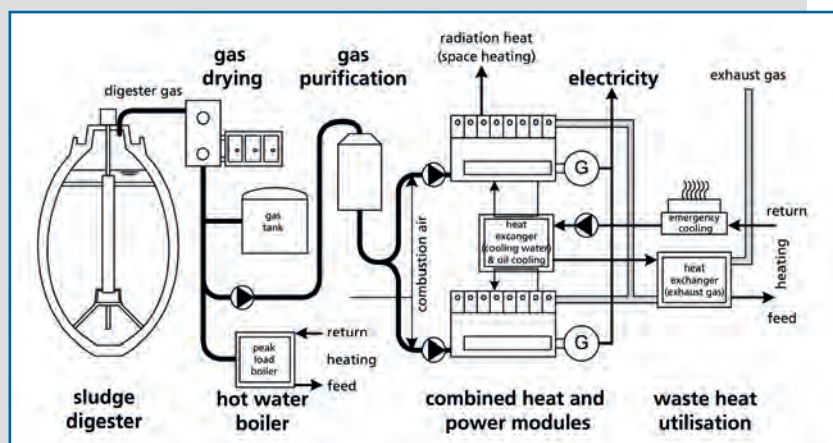 gas
drying
digester gas
gas
purification
radiation heat
(space heating)
electricity
exhaust gas
gas
tank
combustion air
G
heat
excanger
(cooling water)
& oil cooling
emergency
cooling
return
heating
heat
exchanger
(exhaust gas)
feed
G
peak
load
boiler
return
heating
feed
sludge
digester
hot water
boiler
combined heat and
power modules
waste heat
utilisation